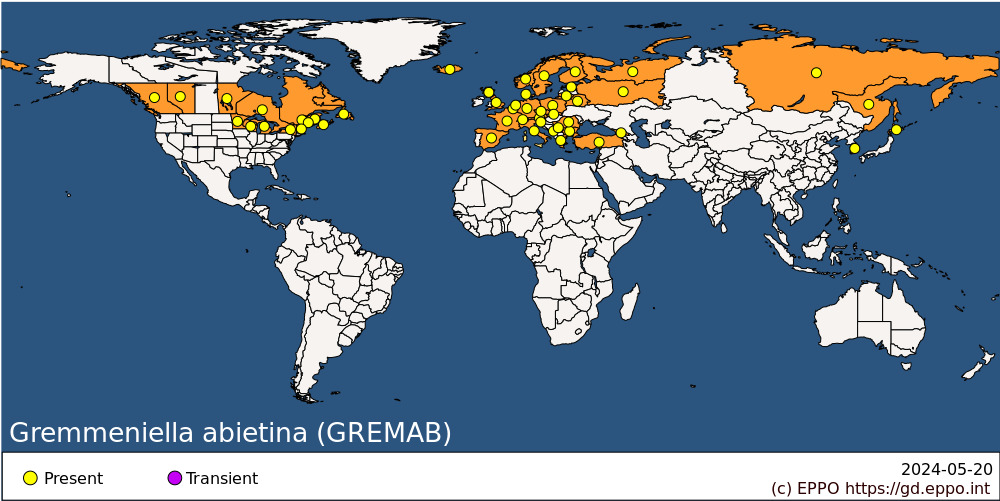 Gremmeniella abietina (GREMAB)
Present
Transient
2024-05-20
(c) EPPO https://gd.eppo.int